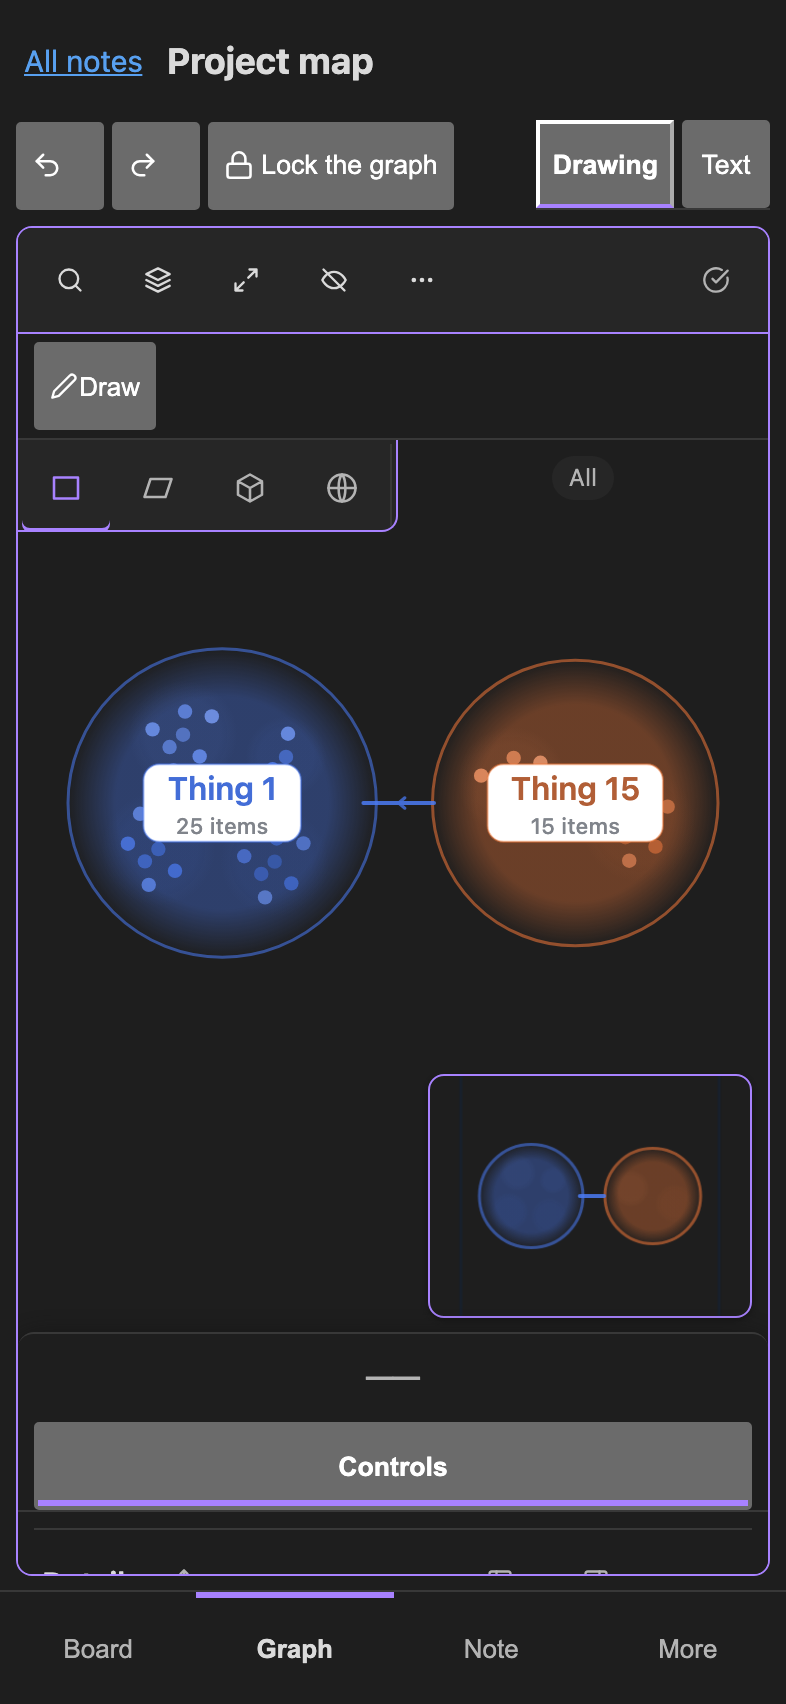 All notes Project map
Lock the graph Drawing Text
Draw
All
Thing 1
25 items
Thing 15
15 items
Controls
Board Graph Note More